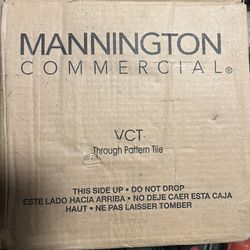 MANNINGTON
COMMERCIAL®
VCT
Through Pattern Tile
THIS SIDE UP • DO NOT DROP
ESTE LADO HACIA ARRIBA • NO DEJE CAER ESTA CAJA
HAUT • NE PAS LAISSER TOMBER